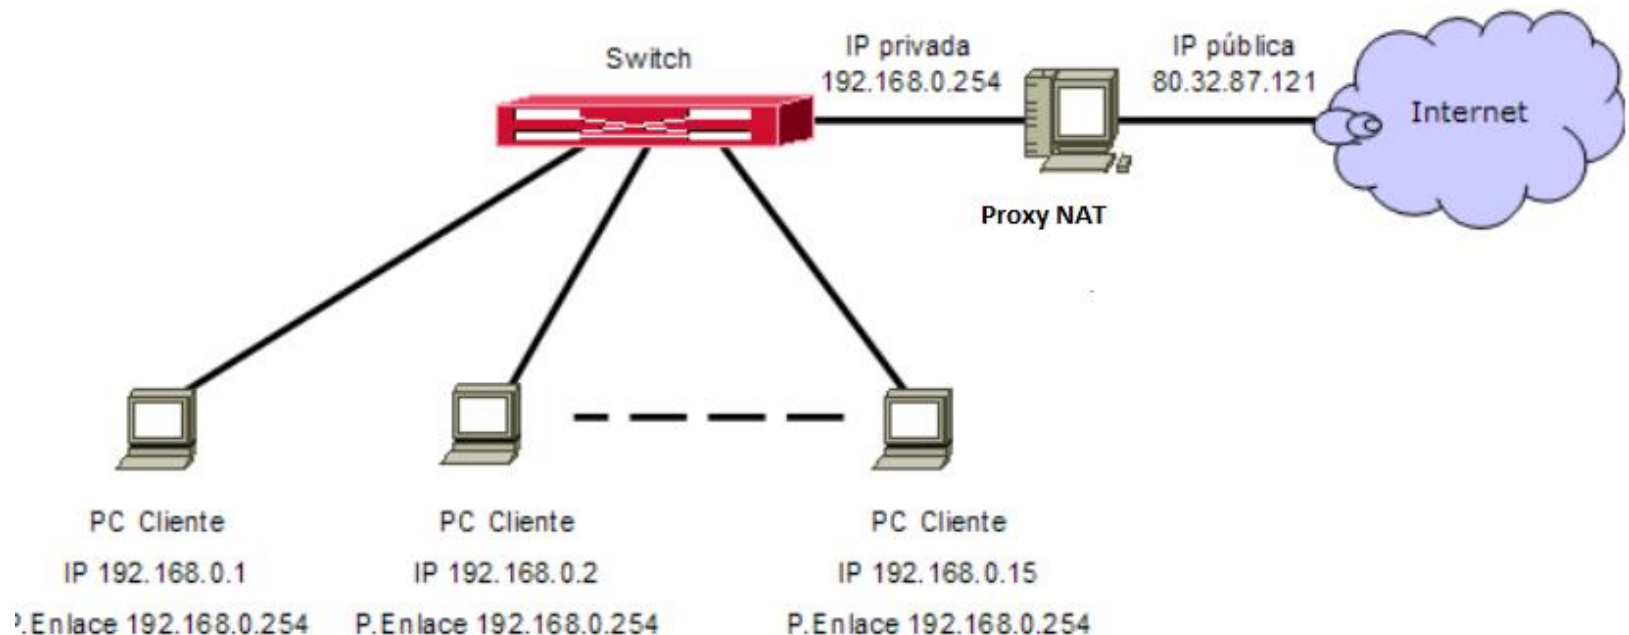 Switch
IP privada
192.168.0.254
IP pública
80.32.87.121
Internet
Proxy NAT
PC Cliente
IP 192.168.0.1
P.Enlace 192.168.0.254
PC Cliente
IP 192.168.0.2
P.Enlace 192.168.0.254
PC Cliente
IP 192.168.0.15
P.Enlace 192.168.0.254